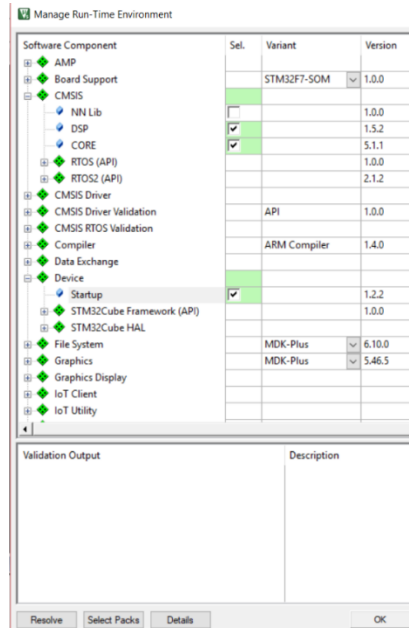 Manage Run-Time Environment
Software Component Sel. Variant Version
AMP
Board Support STM32F7-SOM 1.0.0
CMSIS
NN Lib 1.0.0
DSP 1.5.2
CORE 5.1.1
RTOS (API) 1.0.0
RTOS2 (API) 2.1.2
CMSIS Driver
CMSIS Driver Validation API 1.0.0
CMSIS RTOS Validation
Compiler ARM Compiler 1.4.0
Data Exchange
Device
Startup 1.2.2
STM32Cube Framework (API) 1.0.0
STM32Cube HAL
File System MDK-Plus 6.10.0
Graphics MDK-Plus 5.46.5
Graphics Display
IoT Client
IoT Utility
Validation Output Description
Resolve Select Packs Details OK